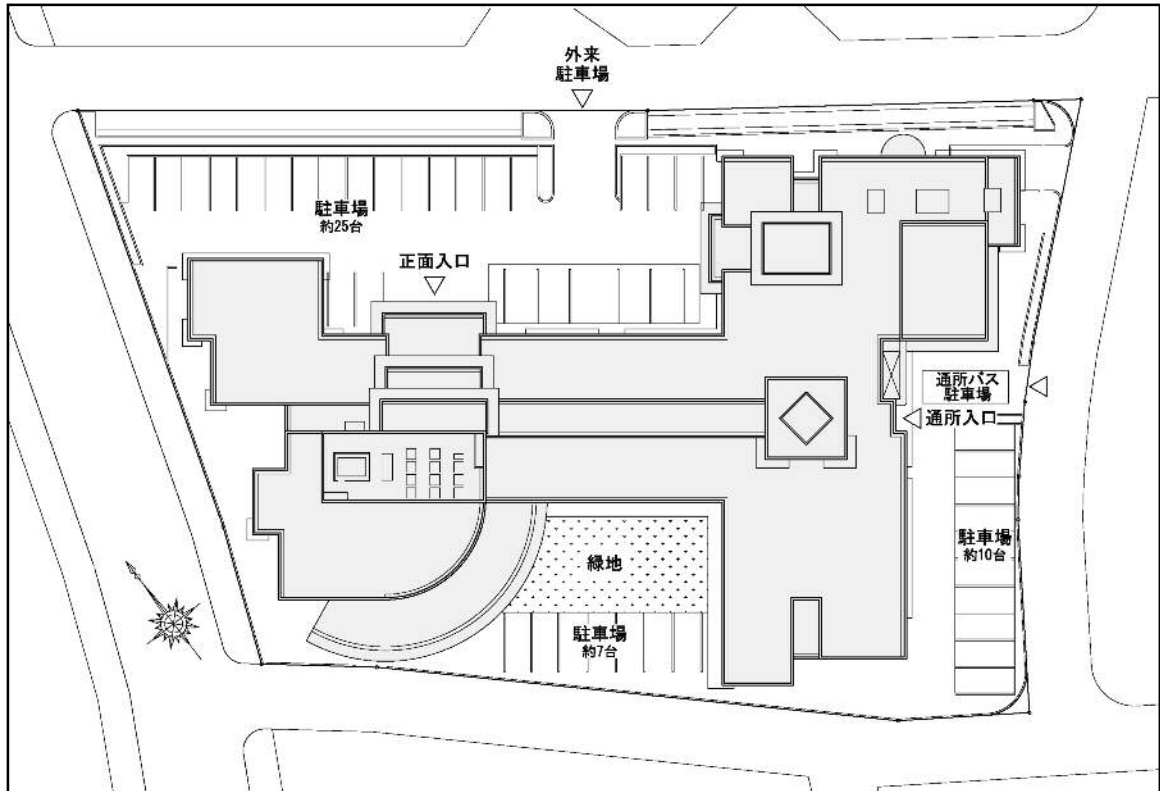 外来
駐車場
駐車場
約25台
正面入口
通所バス
駐車場
通所入口
駐車場
約10台
緑地
駐車場
約7台